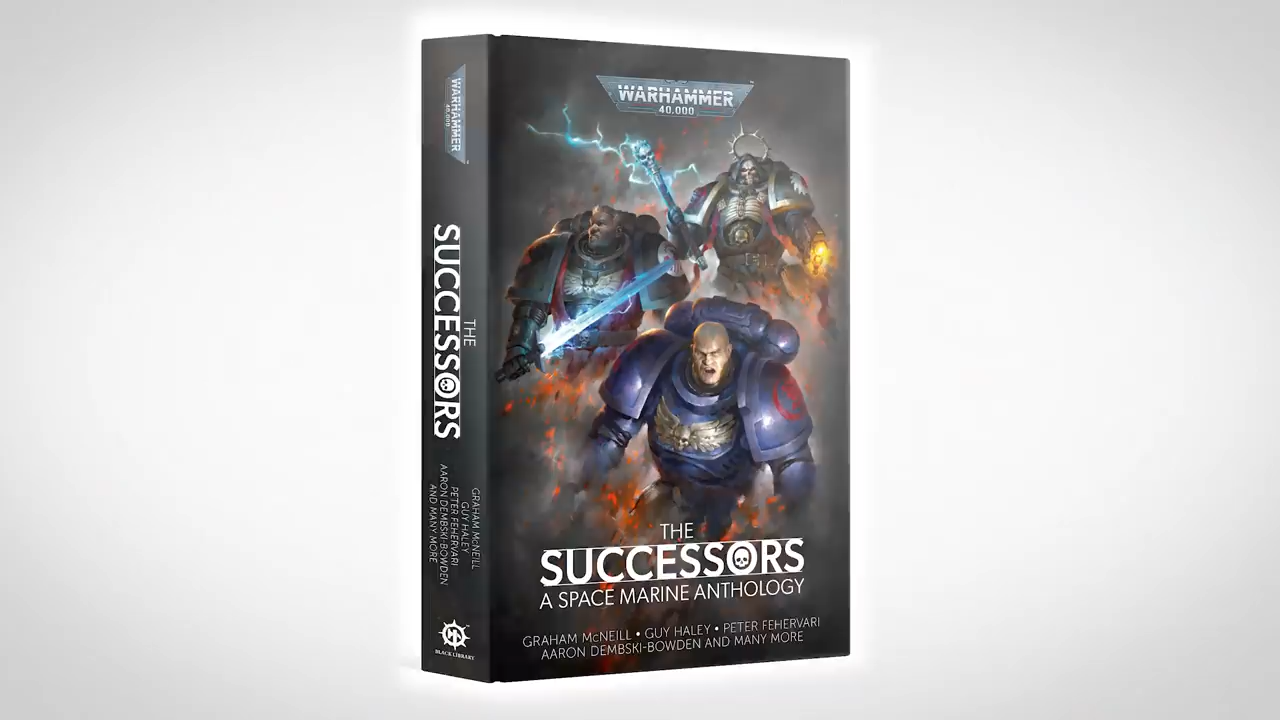 WARHAMMER
40,000
THE
SUCCESSORS
GRAHAM McNEILL
GUY HALEY
PETER FEHERVARI
AARON DEMBSKI-BOWDEN
AND MANY MORE
BLACK LIBRARY
WARHAMMER
40,000
THE
SUCCESSORS
A SPACE MARINE ANTHOLOGY
GRAHAM McNEILL • GUY HALEY • PETER FEHERVARI
AARON DEMBSKI-BOWDEN AND MANY MORE